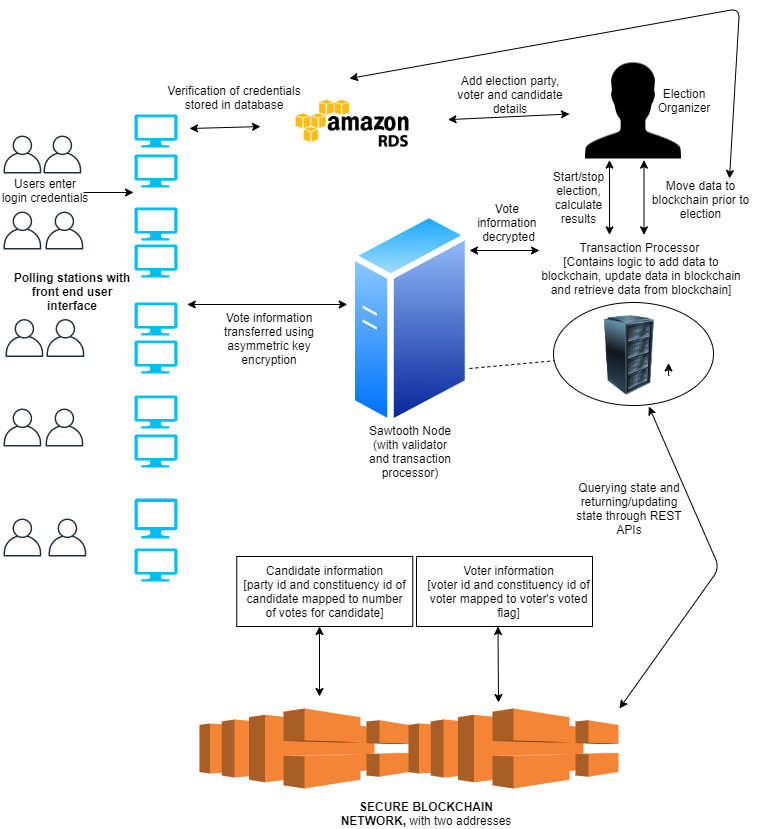 Verification of credentials
stored in database
amazon
RDS
Add election party,
voter and candidate
details
Election
Organizer
Users enter
login credentials
Start/stop
election,
calculate
results
Move data to
blockchain prior to
election
Vote
information
decrypted
Transaction Processor
[Contains logic to add data to
blockchain, update data in blockchain
and retrieve data from blockchain]
Polling stations with
front end user
interface
Vote information
transferred using
asymmetric key
encryption
Sawtooth Node
(with validator
and transaction
processor)
Querying state and
returning/updating
state through REST
APIs
Candidate information
[party id and constituency id of
candidate mapped to number
of votes for candidate]
Voter information
[voter id and constituency id of
voter mapped to voter's voted
flag]
SECURE BLOCKCHAIN
NETWORK, with two addresses